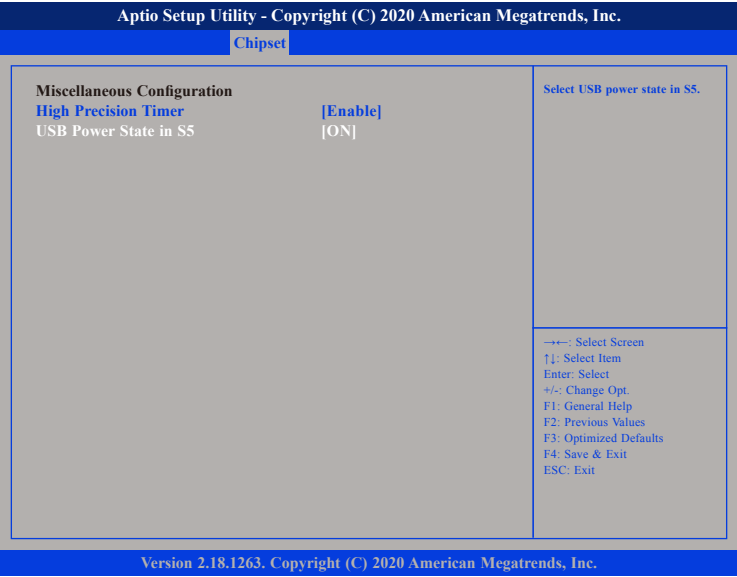 Aptio Setup Utility - Copyright (C) 2020 American Megatrends, Inc.
Chipset
Miscellaneous Configuration
High Precision Timer [Enable]
USB Power State in S5 [ON]
Select USB power state in S5.
→←: Select Screen
↑↓: Select Item
Enter: Select
+/-: Change Opt.
F1: General Help
F2: Previous Values
F3: Optimized Defaults
F4: Save & Exit
ESC: Exit
Version 2.18.1263. Copyright (C) 2020 American Megatrends, Inc.